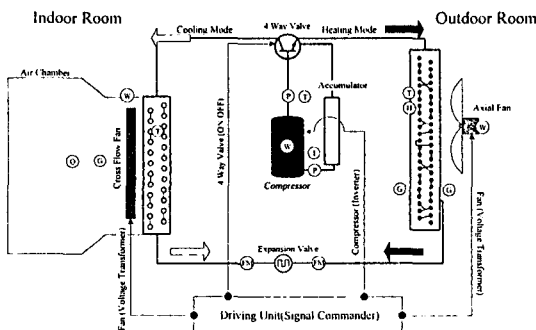 Indoor Room
Outdoor Room
Cooling Mode
4 Way Valve
Heating Mode
Air Chamber
Accumulator
Axial Fan
W
P
T
T
H
W
Cross Flow Fan
O
G
4 Way Valve (ON/OFF)
W
I
P
Compressor
Compressor (Inverter)
G
G
Fan (Voltage Transformer)
Fan (Voltage Transformer)
Expansion Valve
Driving Unit(Signal Commander)